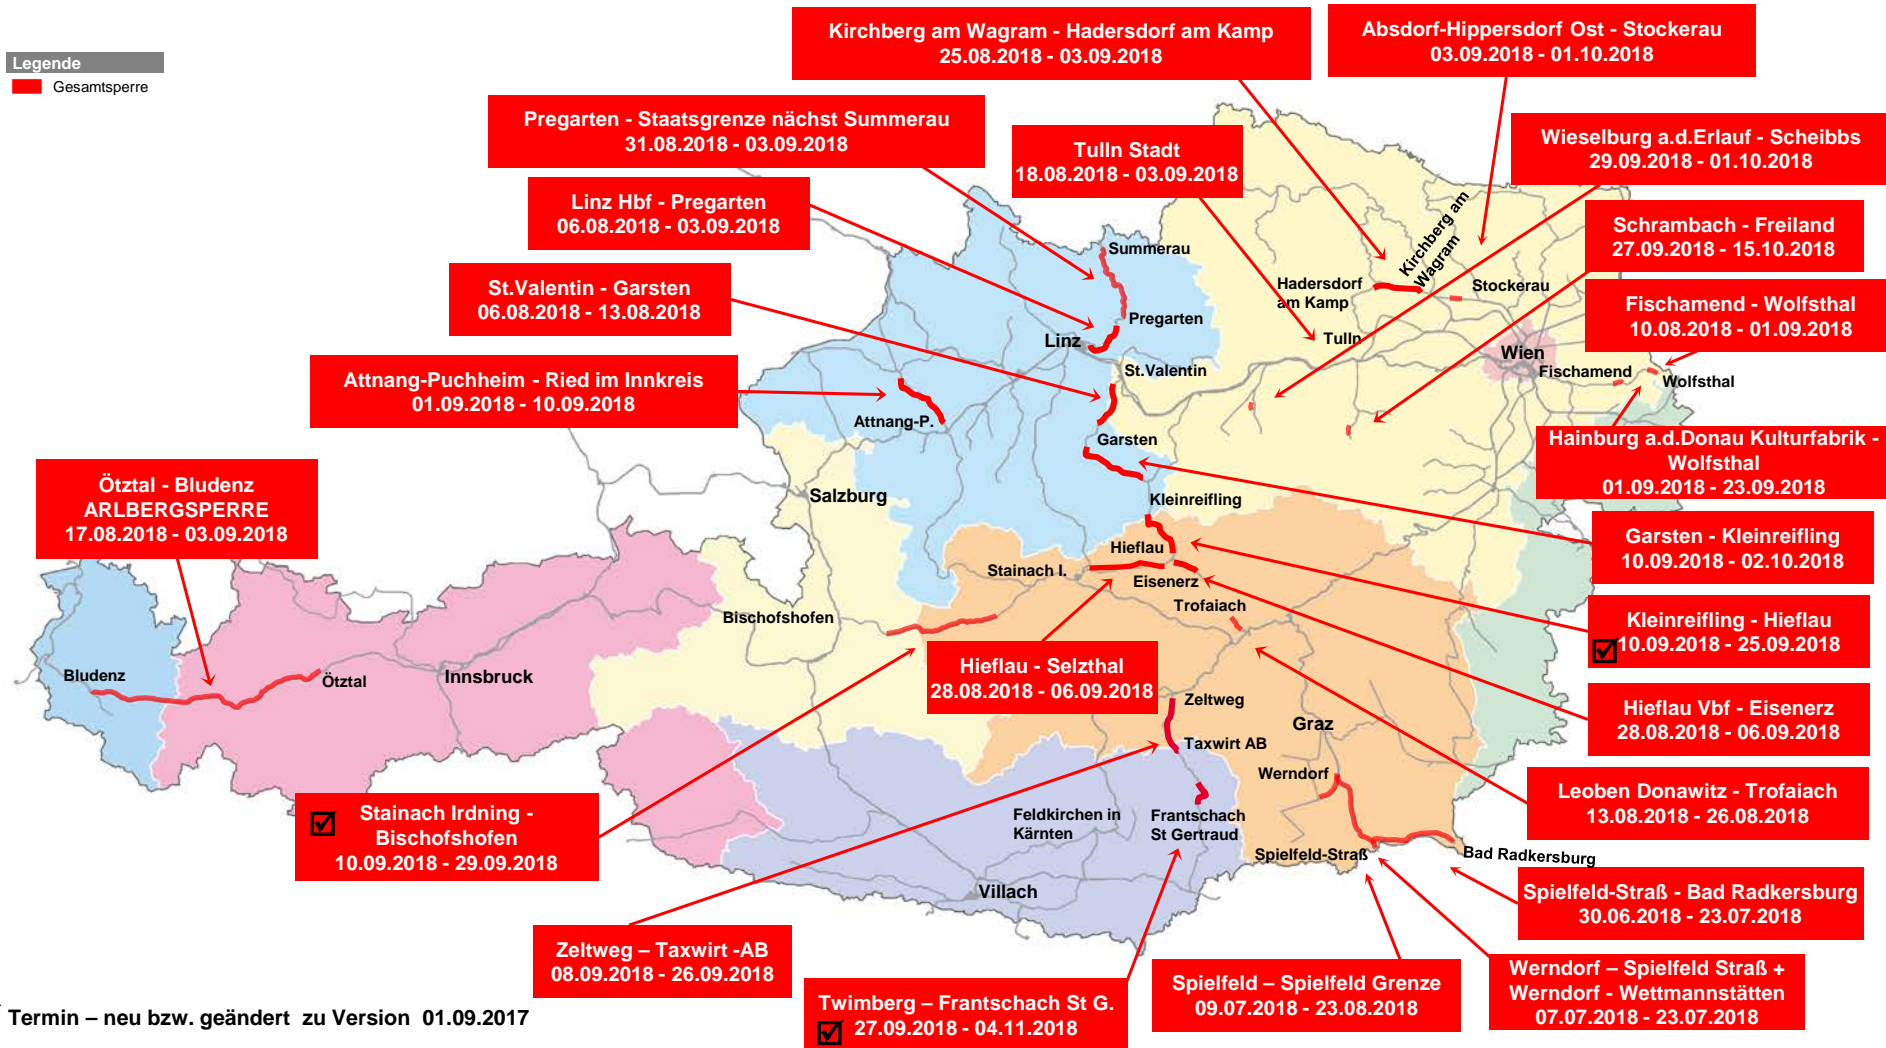 Legende
Gesamtsperre
Kirchberg am Wagram - Hadersdorf am Kamp
25.08.2018 - 03.09.2018
Absdorf-Hippersdorf Ost - Stockerau
03.09.2018 - 01.10.2018
Pregarten - Staatsgrenze nächst Summerau
31.08.2018 - 03.09.2018
Tulln Stadt
18.08.2018 - 03.09.2018
Wieselburg a.d.Erlauf - Scheibbs
29.09.2018 - 01.10.2018
Linz Hbf - Pregarten
06.08.2018 - 03.09.2018
Schrambach - Freiland
27.09.2018 - 15.10.2018
St.Valentin - Garsten
06.08.2018 - 13.08.2018
Fischamend - Wolfsthal
10.08.2018 - 01.09.2018
Attnang-Puchheim - Ried im Innkreis
01.09.2018 - 10.09.2018
Hainburg a.d.Donau Kulturfabrik -
Wolfsthal
01.09.2018 - 23.09.2018
Ötztal - Bludenz
ARLBERGSPERRE
17.08.2018 - 03.09.2018
Garsten - Kleinreifling
10.09.2018 - 02.10.2018
Kleinreifling - Hieflau
10.09.2018 - 25.09.2018
Hieflau - Selzthal
28.08.2018 - 06.09.2018
Hieflau Vbf - Eisenerz
28.08.2018 - 06.09.2018
Leoben Donawitz - Trofaiach
13.08.2018 - 26.08.2018
Stainach Irdning -
Bischofshofen
10.09.2018 - 29.09.2018
Spielfeld-Straß - Bad Radkersburg
30.06.2018 - 23.07.2018
Zeltweg – Taxwirt -AB
08.09.2018 - 26.09.2018
Twimberg – Frantschach St G.
27.09.2018 - 04.11.2018
Spielfeld – Spielfeld Grenze
09.07.2018 - 23.08.2018
Werndorf – Spielfeld Straß +
Werndorf - Wettmannstätten
07.07.2018 - 23.07.2018
Summerau
Kirchberg am
Wagram
Hadersdorf
am Kamp
Stockerau
Pregarten
Linz
Tulln
Wien
St.Valentin
Fischamend
Wolfsthal
Attnang-P.
Garsten
Salzburg
Kleinreifling
Hieflau
Stainach I.
Eisenerz
Trofaiach
Bischofshofen
Bludenz
Ötztal
Innsbruck
Zeltweg
Graz
Taxwirt AB
Werndorf
Feldkirchen in
Kärnten
Frantschach
St Gertraud
Spielfeld-Straß
Bad Radkersburg
Villach
Termin – neu bzw. geändert zu Version 01.09.2017